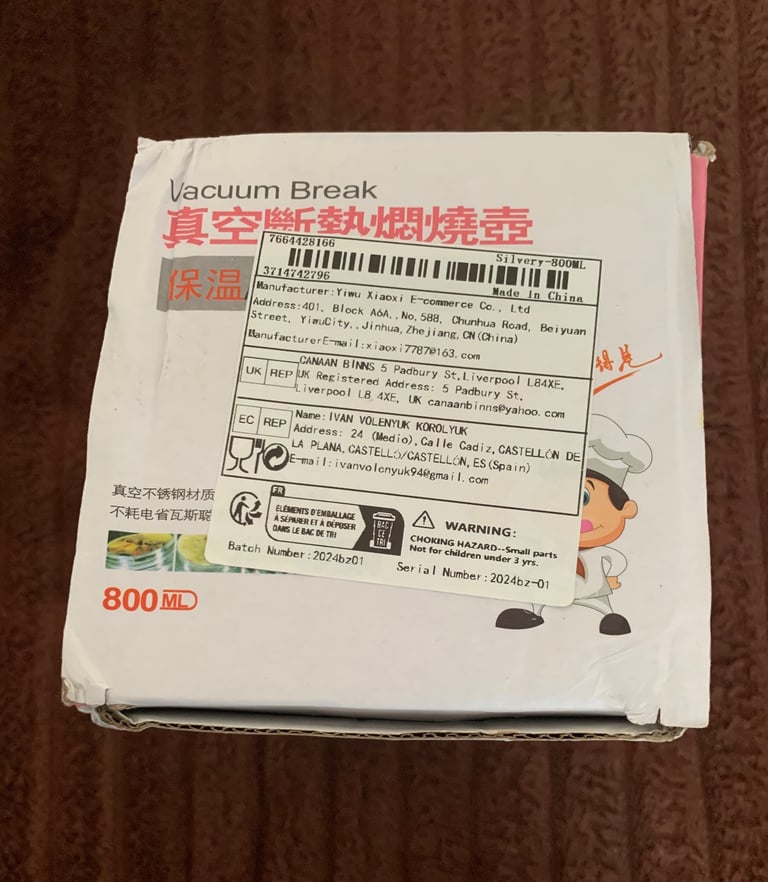 Vacuum Break
真空斷熱燜燒壺
保温
7664428166
Silvery-800ML
3714742796
Made in China
Manufacturer:Yiwu Xiaoxi E-commerce Co., Ltd
Address:401, Block A6A,,No.588, Chunhua Road, Beiyuan
Street, YiwuCity,,Jinhua,Zhejiang,CN(China)
ManufacturerE-mail:xiaoxi7787@163.com
UK REP
CANAAN BINNS 5 Padbury St,Liverpool L84XE,
UK Registered Address: 5 Padbury St,
Liverpool L8 4XE, UK canaanbinns@yahoo.com
EC REP
Name:IVAN VOLENYUK KOROLYUK
Address: 24 (Medio),Calle Cadiz,CASTELLÓN DE
LA PLANA,CASTELLÓ/CASTELLÓN,ES(Spain)
E-mail:ivanvolenyuk94@gmail.com
FR
ÉLÉMENTS D'EMBALLAGE
À SÉPARER ET À DÉPOSER
DANS LE BAC DE TRI
BAC
DE
TRI
WARNING:
CHOKING HAZARD--Small parts
Not for children under 3 yrs.
Batch Number:2024bz01
Serial Number:2024bz-01
真空不锈钢材质
不耗电省瓦斯聪
800ML